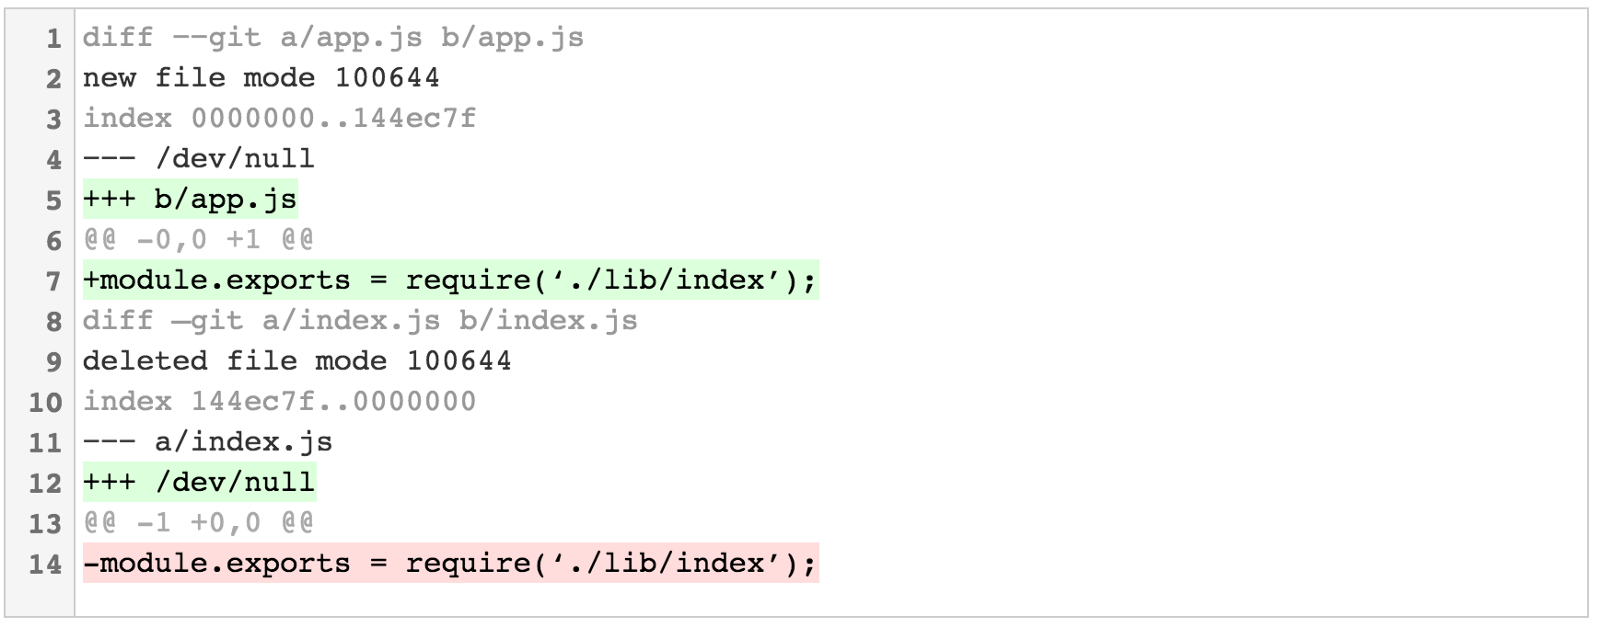 1 diff --git a/app.js b/app.js
2 new file mode 100644
3 index 0000000..144ec7f
4 --- /dev/null
5 +++ b/app.js
6 @@ -0,0 +1 @@
7 +module.exports = require(‘./lib/index’);
8 diff —git a/index.js b/index.js
9 deleted file mode 100644
10 index 144ec7f..0000000
11 --- a/index.js
12 +++ /dev/null
13 @@ -1 +0,0 @@
14 -module.exports = require(‘./lib/index’);